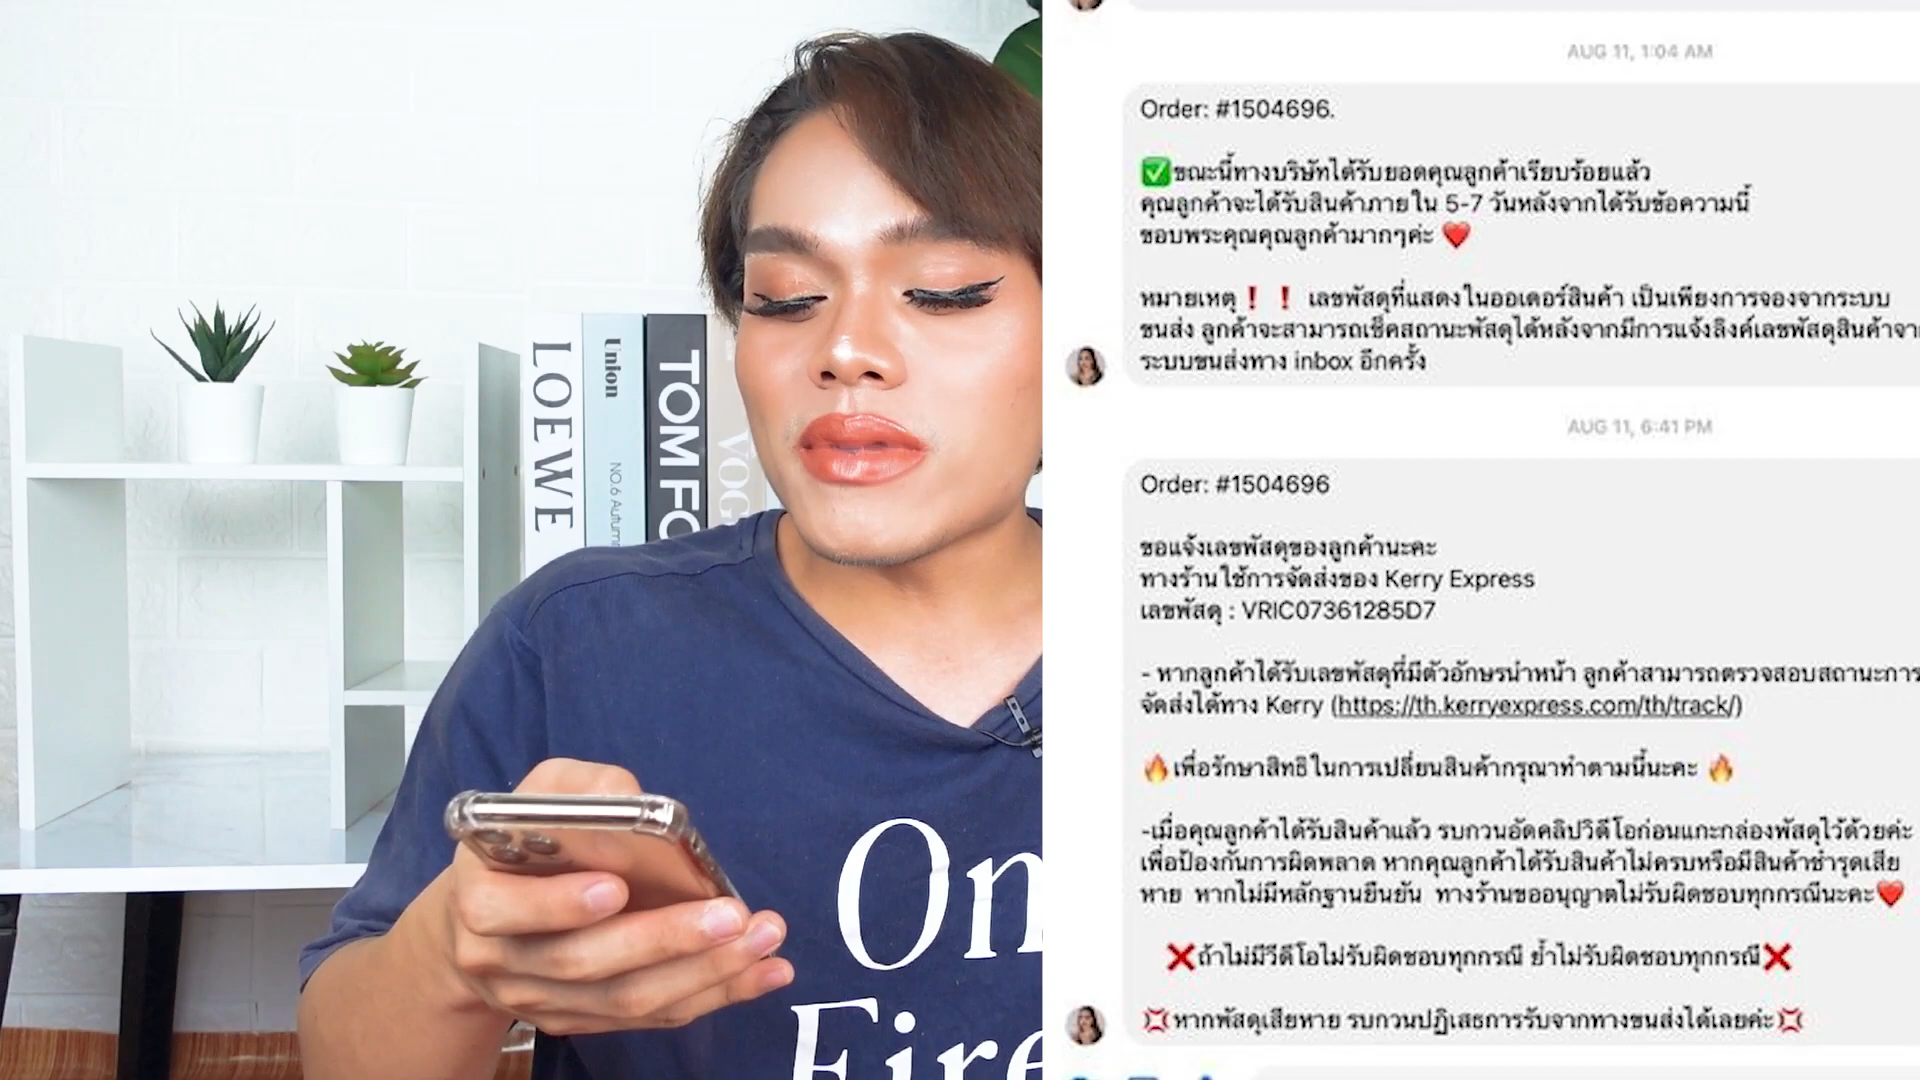 LOEWE
Union
NO.6 Autumn
TOM FO
VOG
On
Fire
AUG 11, 1:04 AM
Order: #1504696.
✅ขณะนี้ทางบริษัทได้รับยอดคุณลูกค้าเรียบร้อยแล้ว
คุณลูกค้าจะได้รับสินค้าภายใน 5-7 วันหลังจากได้รับข้อความนี้
ขอบพระคุณคุณลูกค้ามากๆค่ะ ❤️
หมายเหตุ❗❗ เลขพัสดุที่แสดงในออเดอร์สินค้า เป็นเพียงการจองจากระบบ
ขนส่ง ลูกค้าจะสามารถเช็คสถานะพัสดุได้หลังจากมีการแจ้งลิงค์เลขพัสดุสินค้าจาก
ระบบขนส่งทาง inbox อีกครั้ง
AUG 11, 6:41 PM
Order: #1504696
ขอแจ้งเลขพัสดุของลูกค้านะคะ
ทางร้านใช้การจัดส่งของ Kerry Express
เลขพัสดุ : VRIC07361285D7
- หากลูกค้าได้รับเลขพัสดุที่มีตัวอักษรนำหน้า ลูกค้าสามารถตรวจสอบสถานะการ
จัดส่งได้ทาง Kerry (https://th.kerryexpress.com/th/track/)
🔥เพื่อรักษาสิทธิในการเปลี่ยนสินค้ากรุณาทำตามนี้นะคะ 🔥
-เมื่อคุณลูกค้าได้รับสินค้าแล้ว รบกวนอัดคลิปวิดีโอก่อนแกะกล่องพัสดุไว้ด้วยค่ะ
เพื่อป้องกันการผิดพลาด หากคุณลูกค้าได้รับสินค้าไม่ครบหรือมีสินค้าชำรุดเสีย
หาย หากไม่มีหลักฐานยืนยัน ทางร้านขออนุญาตไม่รับผิดชอบทุกกรณีนะคะ❤️
❌ถ้าไม่มีวีดีโอไม่รับผิดชอบทุกกรณี ย้ำไม่รับผิดชอบทุกกรณี❌
💢หากพัสดุเสียหาย รบกวนปฏิเสธการรับจากทางขนส่งได้เลยค่ะ💢